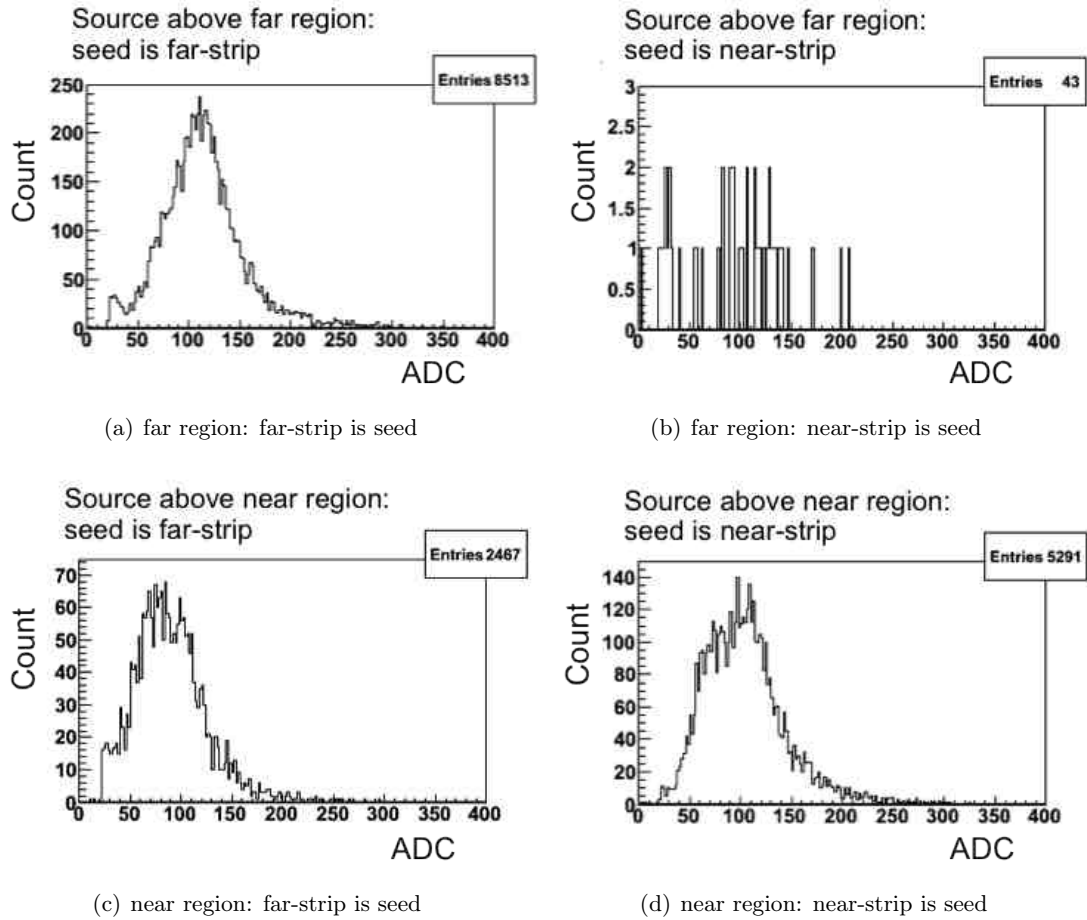 Source above far region:
seed is far-strip
Entries 8513
250
200
150
100
50
0
Count
0 50 100 150 200 250 300 350 400
ADC
(a) far region: far-strip is seed
Source above far region:
seed is near-strip
Entries 43
3
2.5
2
1.5
1
0.5
0
Count
0 50 100 150 200 250 300 350 400
ADC
(b) far region: near-strip is seed
Source above near region:
seed is far-strip
Entries 2467
70
60
50
40
30
20
10
0
Count
0 50 100 150 200 250 300 350 400
ADC
(c) near region: far-strip is seed
Source above near region:
seed is near-strip
Entries 5291
140
120
100
80
60
40
20
0
Count
0 50 100 150 200 250 300 350 400
ADC
(d) near region: near-strip is seed